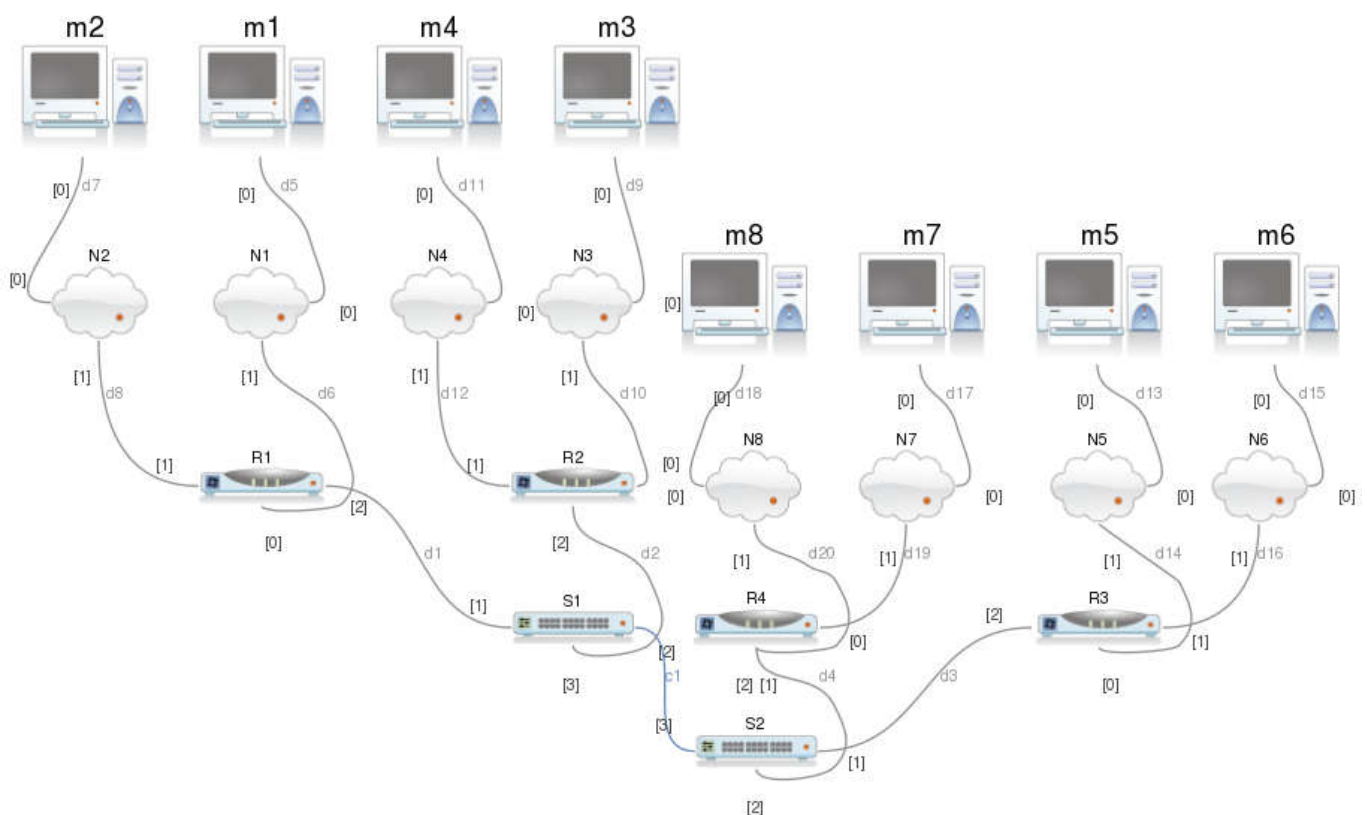 m2 m1 m4 m3
[0] d7 [0] d5 [0] d11 [0] d9
m8 m7 m5 m6
N2 N1 N4 N3
[0] [0] [0] [0]
[1] d8 [1] d6 [1] d12 [1] d10
[0] d18 [0] d17 [0] d13 [0] d15
N8 N7 N5 N6
R1 R2
[1] [1] [0]
[2] [0] [0] [0] [0]
[0] [2]
d1 d2 [1] d20 [1] d19 [1] d14 [1] d16
S1 R4 R3
[1] [2]
[2] [0] [1]
[3] c1 [2] [1] d4 d3 [0]
[3] S2
[1]
[2]